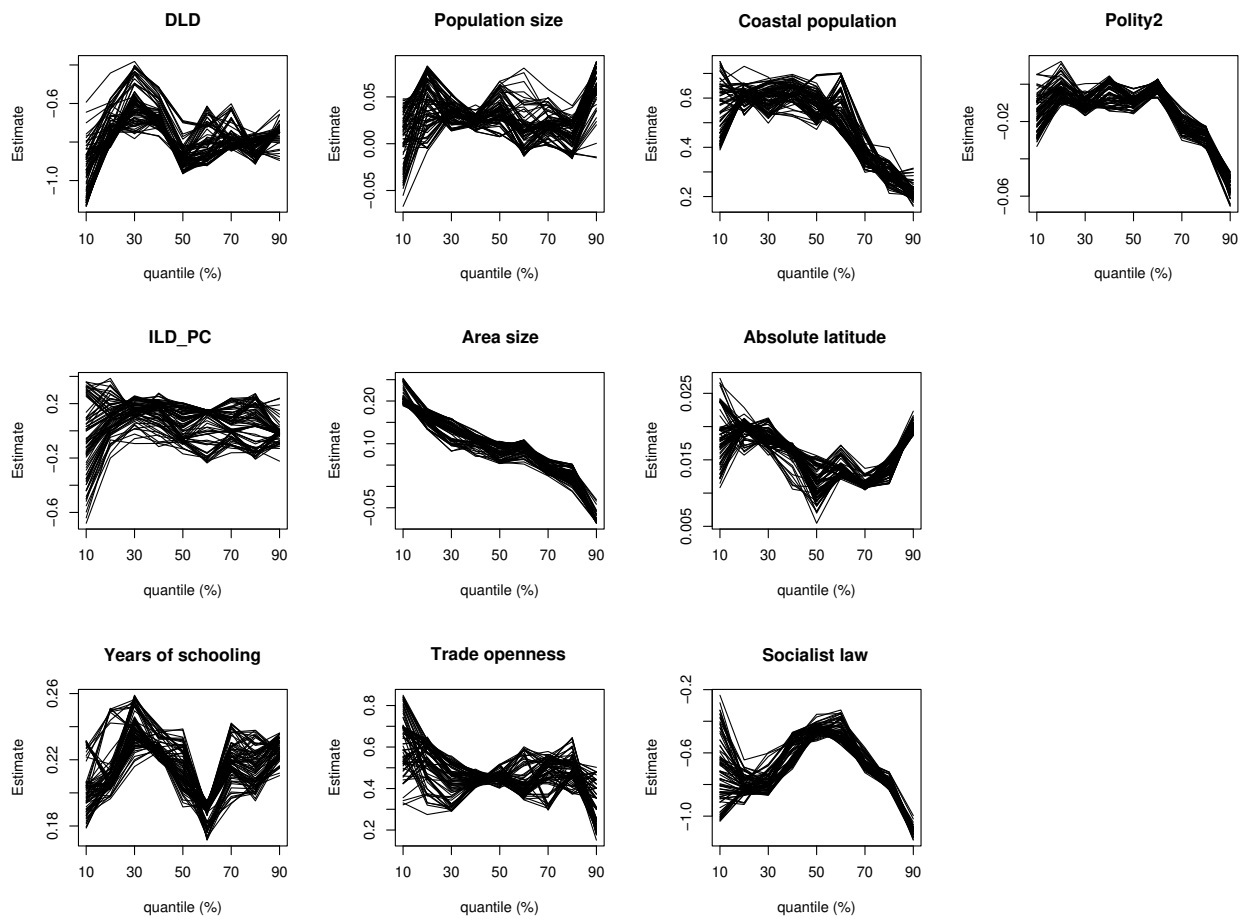 DLD
Population size
Coastal population
Polity2
Estimate
−1.0 −0.6
10 30 50 70 90
quantile (%)
Estimate
−0.05 0.00 0.05
10 30 50 70 90
quantile (%)
Estimate
0.2 0.4 0.6
10 30 50 70 90
quantile (%)
Estimate
−0.06 −0.02
10 30 50 70 90
quantile (%)
ILD_PC
Area size
Absolute latitude
Estimate
−0.6 −0.2 0.2
10 30 50 70 90
quantile (%)
Estimate
−0.05 0.10 0.20
10 30 50 70 90
quantile (%)
Estimate
0.005 0.015 0.025
10 30 50 70 90
quantile (%)
Years of schooling
Trade openness
Socialist law
Estimate
0.18 0.22 0.26
10 30 50 70 90
quantile (%)
Estimate
0.2 0.4 0.6 0.8
10 30 50 70 90
quantile (%)
Estimate
−1.0 −0.6 −0.2
10 30 50 70 90
quantile (%)